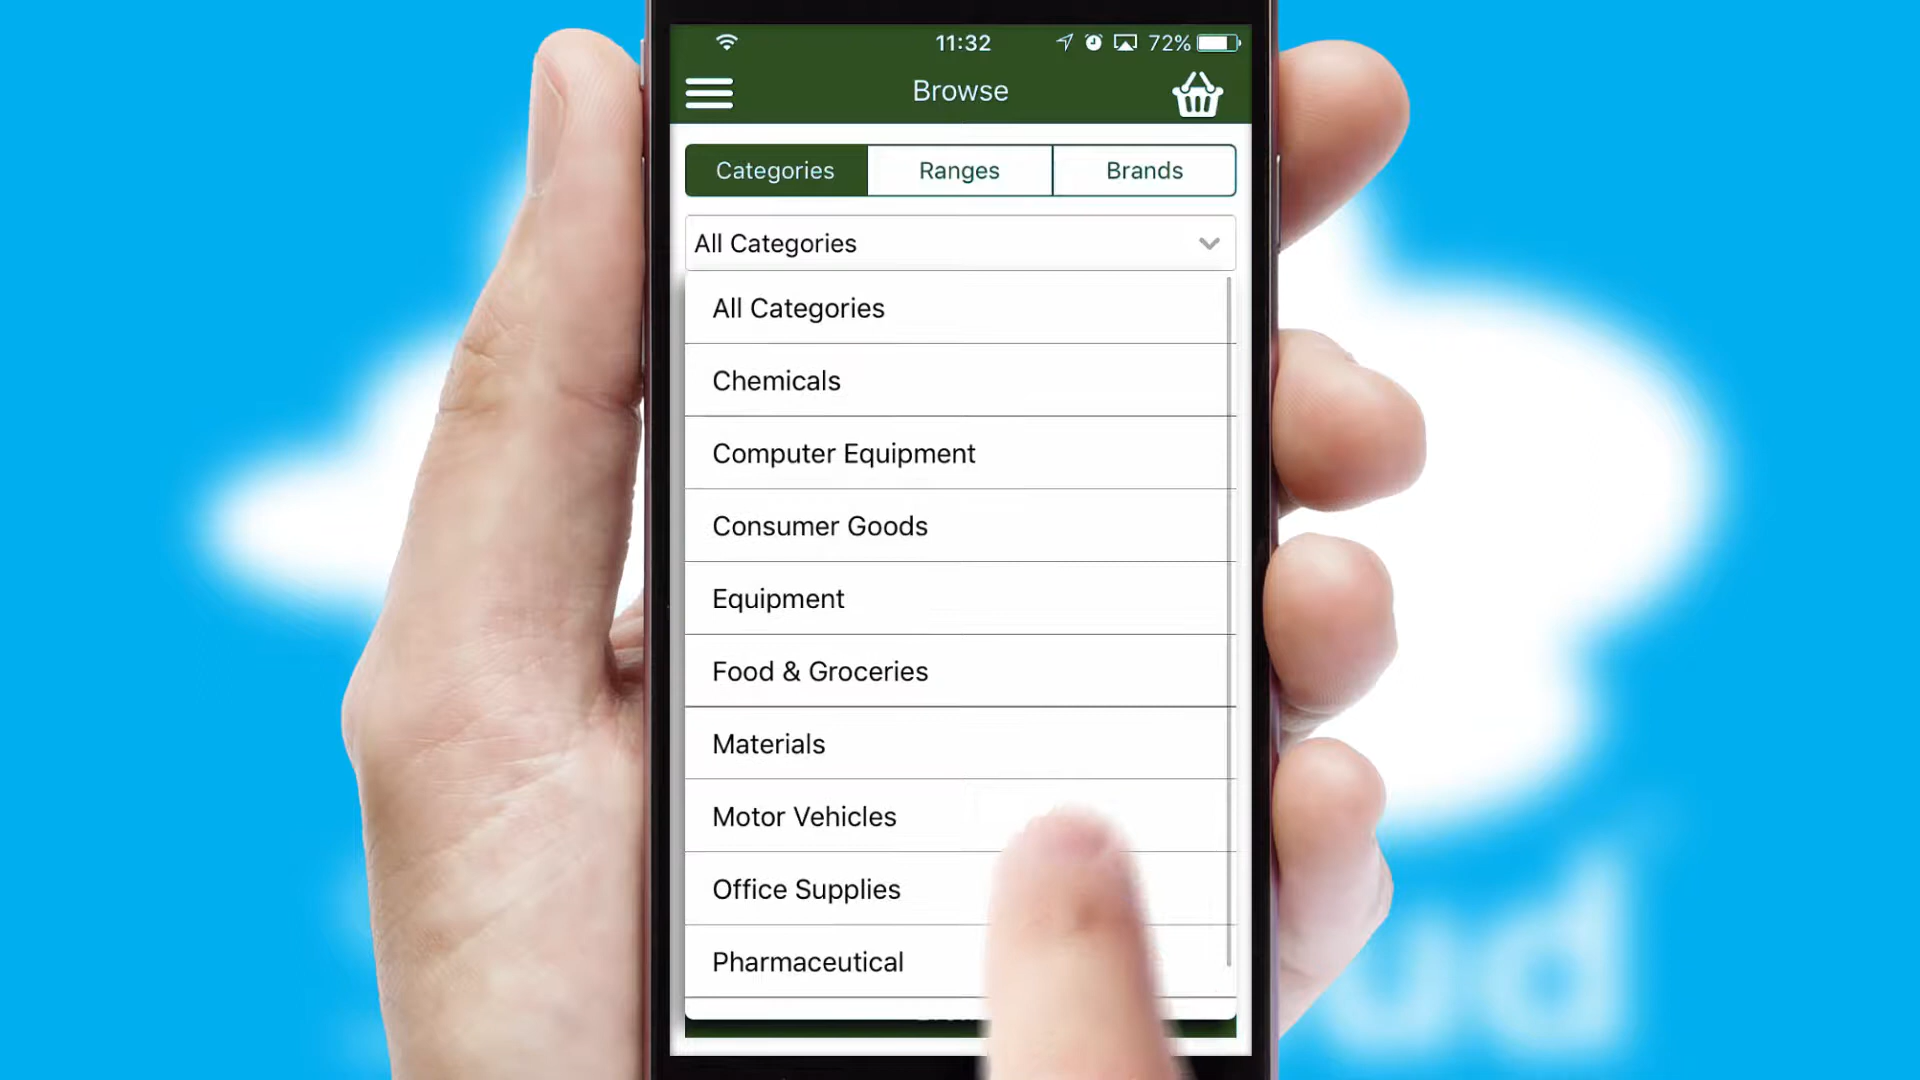 11:32
72%
Browse
Categories
Ranges
Brands
All Categories
All Categories
Chemicals
Computer Equipment
Consumer Goods
Equipment
Food & Groceries
Materials
Motor Vehicles
Office Supplies
Pharmaceutical